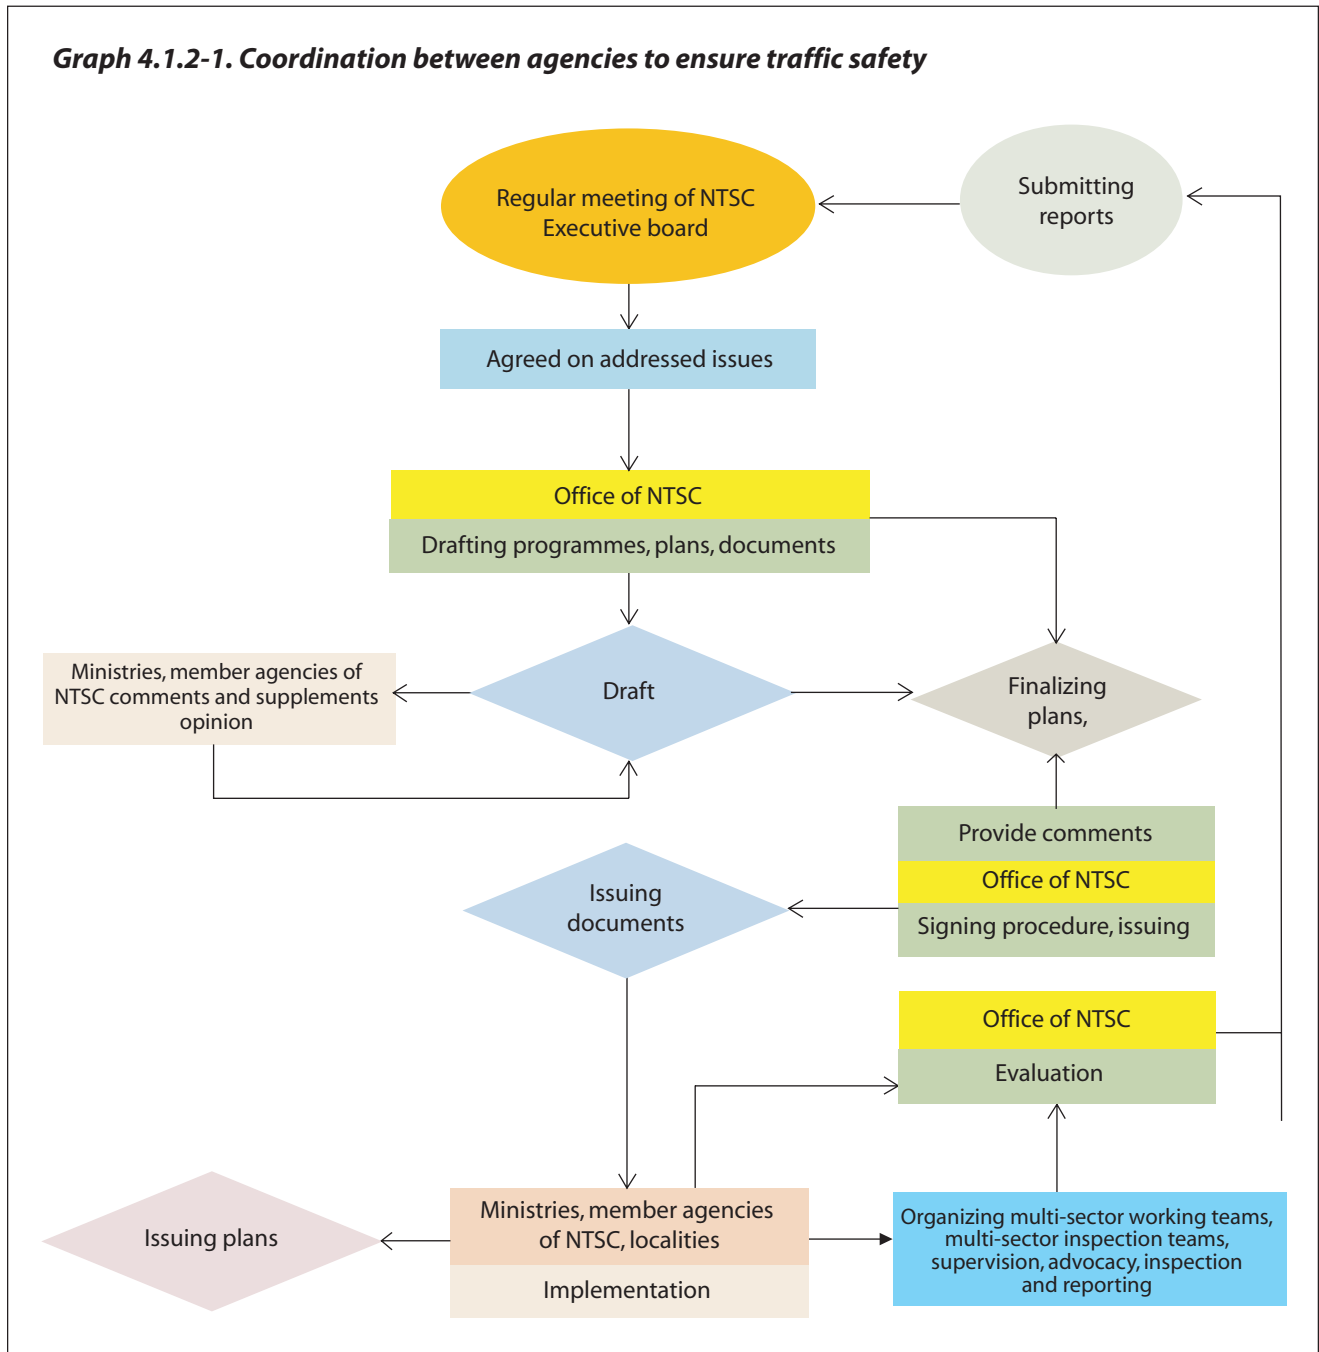 Graph 4.1.2-1. Coordination between agencies to ensure traffic safety
Regular meeting of NTSC
Executive board
Submitting
reports
Agreed on addressed issues
Office of NTSC
Drafting programmes, plans, documents
Ministries, member agencies of
NTSC comments and supplements
opinion
Draft
Finalizing
plans,
Provide comments
Office of NTSC
Signing procedure, issuing
Issuing
documents
Office of NTSC
Evaluation
Issuing plans
Ministries, member agencies
of NTSC, localities
Implementation
Organizing multi-sector working teams,
multi-sector inspection teams,
supervision, advocacy, inspection
and reporting